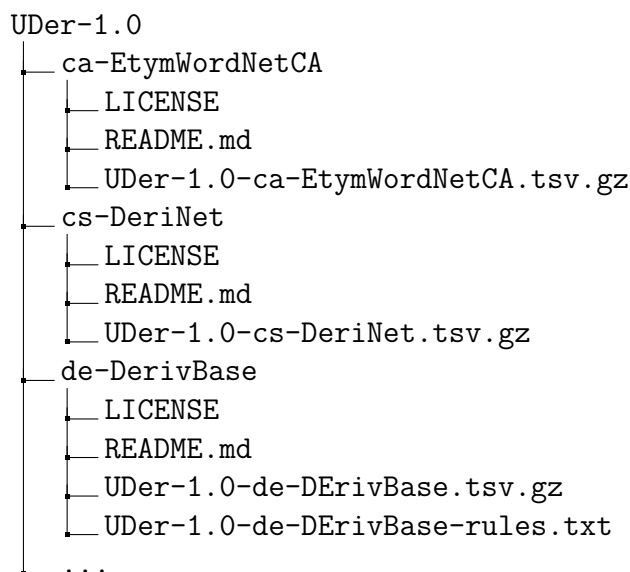 UDer-1.0
ca-EtymWordNetCA
LICENSE
README.md
UDer-1.0-ca-EtymWordNetCA.tsv.gz
cs-DeriNet
LICENSE
README.md
UDer-1.0-cs-DeriNet.tsv.gz
de-DerivBase
LICENSE
README.md
UDer-1.0-de-DErivBase.tsv.gz
UDer-1.0-de-DErivBase-rules.txt
...